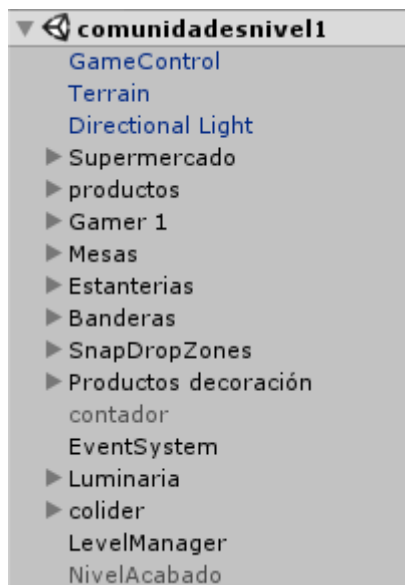 comunidadesnivel1
GameControl
Terrain
Directional Light
Supermercado
productos
Gamer 1
Mesas
Estanterias
Banderas
SnapDropZones
Productos decoración
contador
EventSystem
Luminaria
colider
LevelManager
NivelAcabado